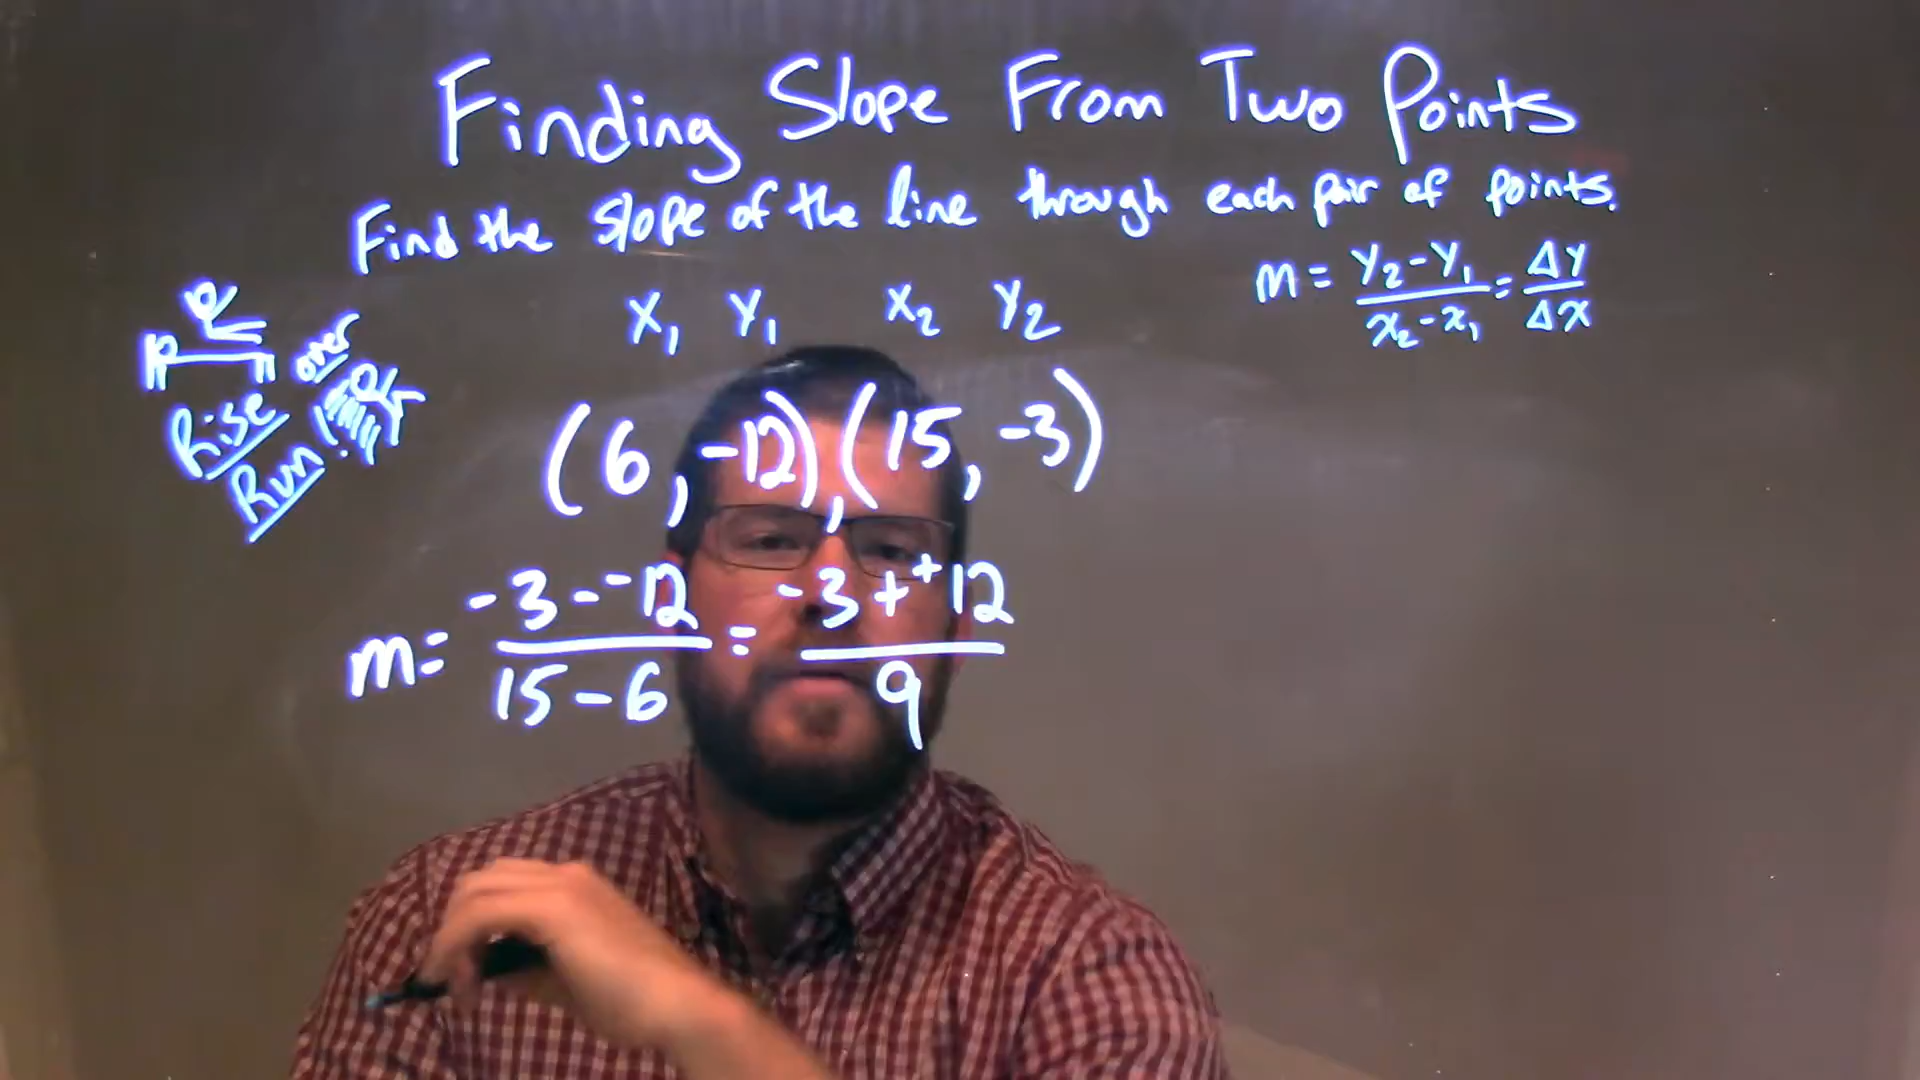 Finding Slope From Two Points
Find the slope of the line through each pair of points.
m = y₂-y₁/x₂-x₁ = Δy/Δx
x₁ y₁ x₂ y₂
over
Rise
Run
(6, -12), (15, -3)
m= -3--12/15-6 = -3++12/9